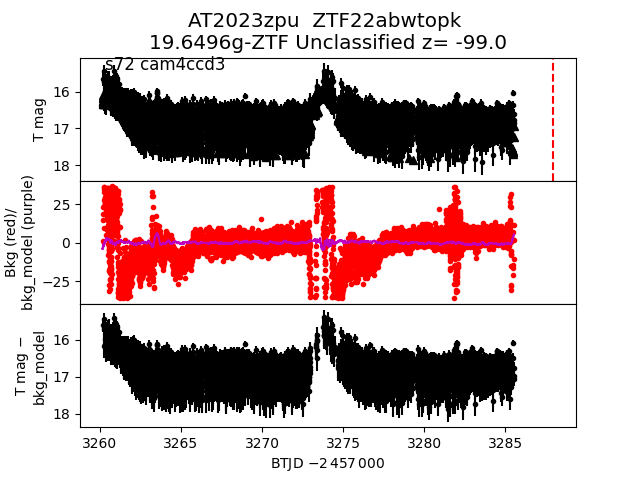 AT2023zpu  ZTF22abwtopk
19.6496g-ZTF Unclassified z= -99.0
s72 cam4ccd3
T mag
16
17
18
Bkg (red)/
bkg_model (purple)
25
0
−25
T mag −
bkg_model
16
17
18
3260 3265 3270 3275 3280 3285
BTJD −2 457 000